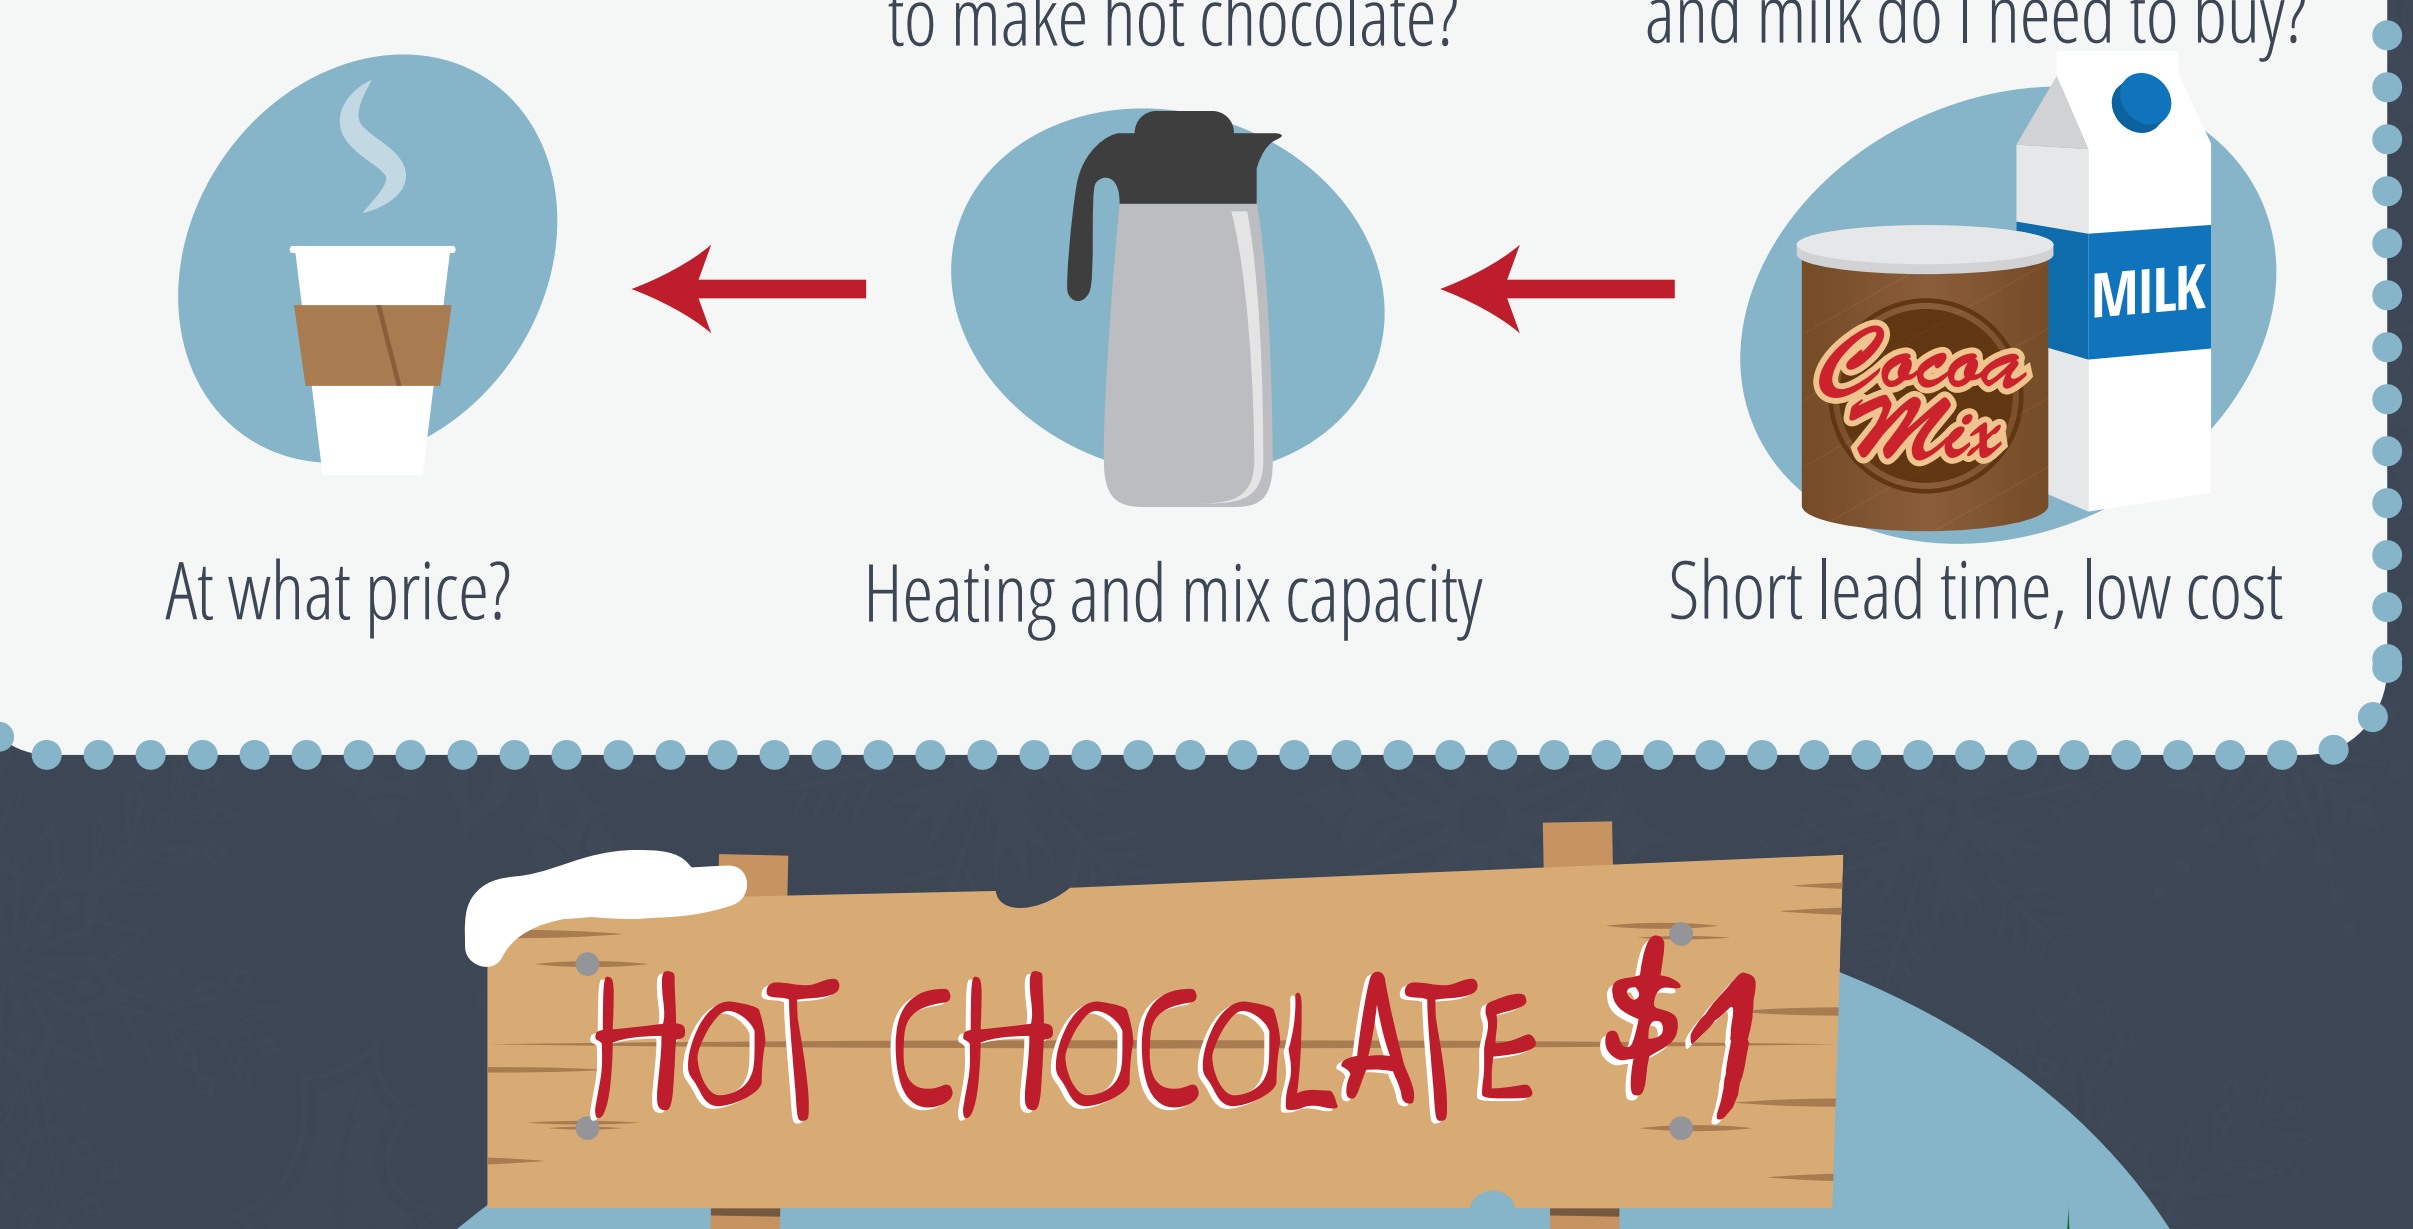 to make hot chocolate?
and milk do I need to buy?
MILK
Cocoa
Mix
At what price?
Heating and mix capacity
Short lead time, low cost
HOT CHOCOLATE $1